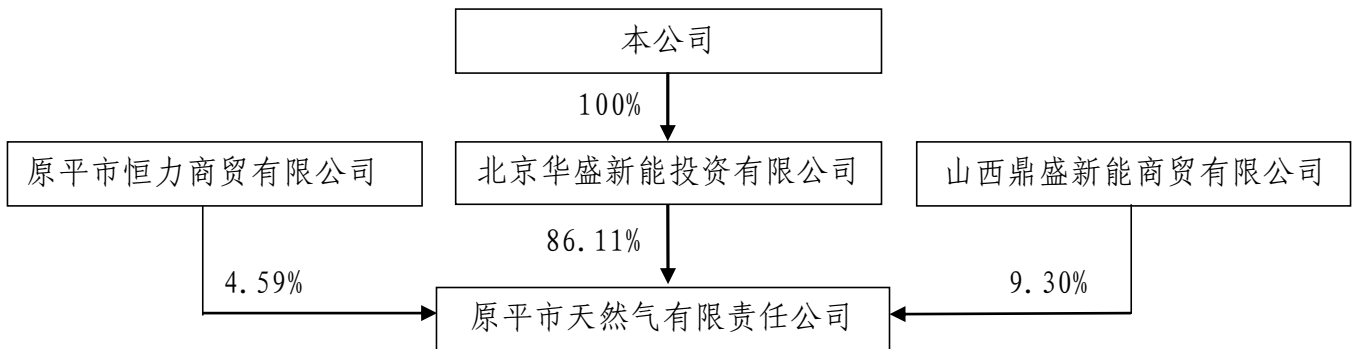 本公司
100%
原平市恒力商贸有限公司
北京华盛新能投资有限公司
山西鼎盛新能商贸有限公司
86.11%
4.59%
9.30%
原平市天然气有限责任公司